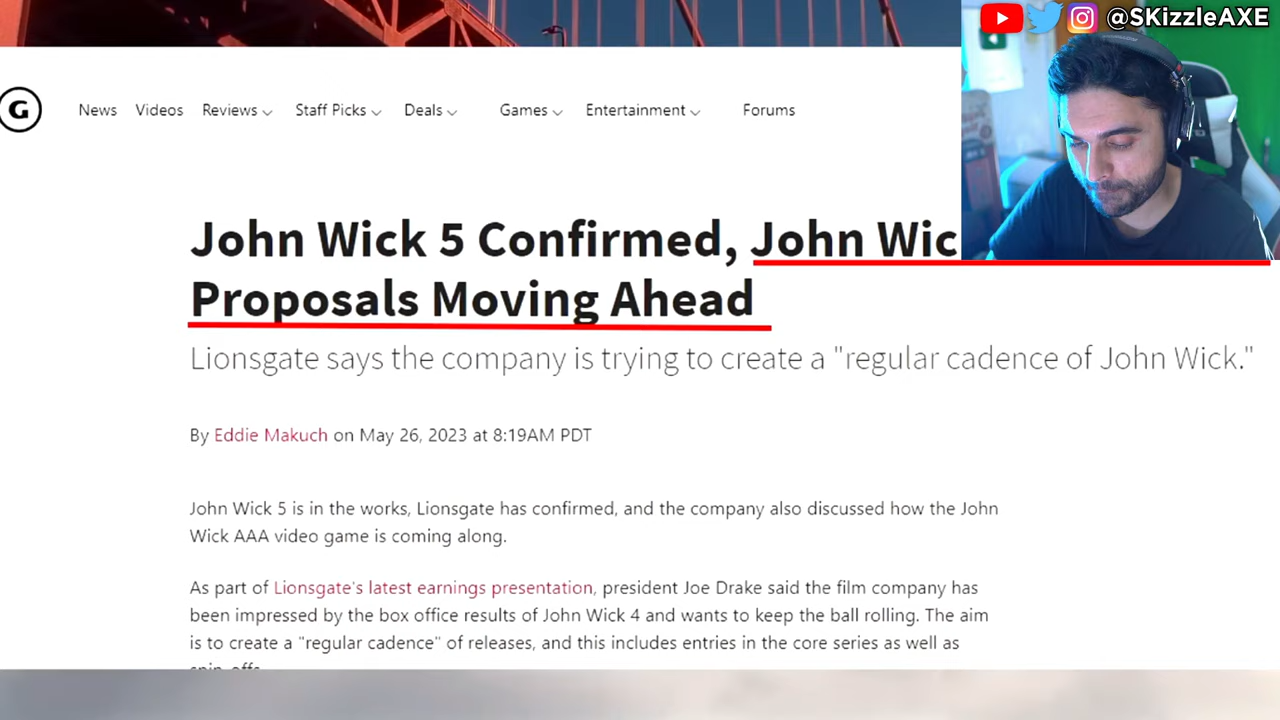 @SKizzleAXE
G
News Videos Reviews Staff Picks Deals Games Entertainment Forums
John Wick 5 Confirmed, John Wic
Proposals Moving Ahead
Lionsgate says the company is trying to create a "regular cadence of John Wick."
By Eddie Makuch on May 26, 2023 at 8:19AM PDT
John Wick 5 is in the works, Lionsgate has confirmed, and the company also discussed how the John
Wick AAA video game is coming along.
As part of Lionsgate's latest earnings presentation, president Joe Drake said the film company has
been impressed by the box office results of John Wick 4 and wants to keep the ball rolling. The aim
is to create a "regular cadence" of releases, and this includes entries in the core series as well as
spin-offs.